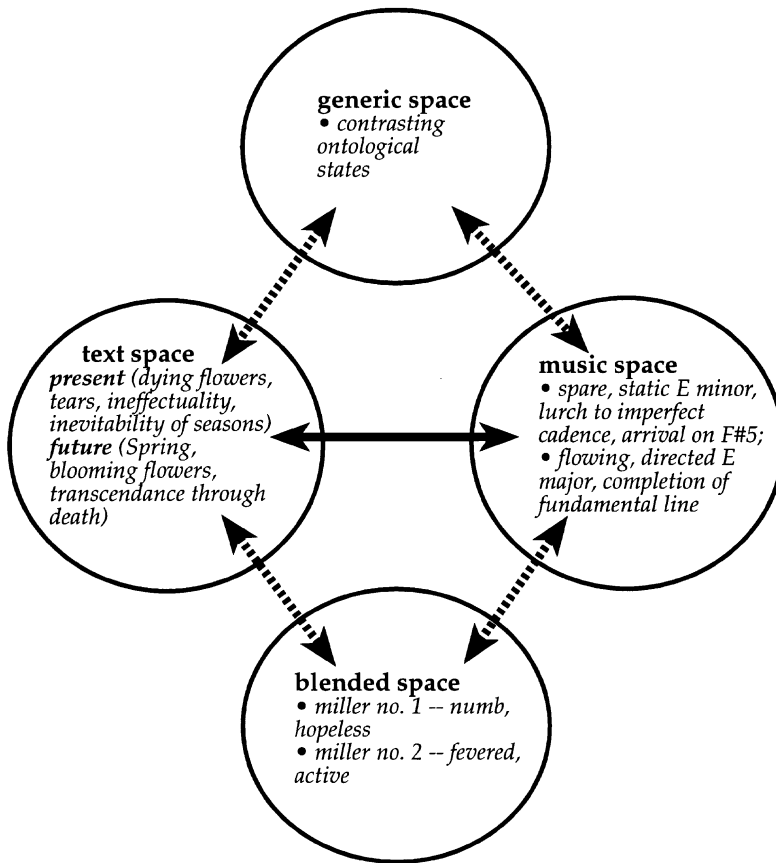 generic space
• contrasting
ontological
states
text space
present (dying flowers,
tears, ineffectuality,
inevitability of seasons)
future (Spring,
blooming flowers,
transcendance through
death)
music space
• spare, static E minor,
lurch to imperfect
cadence, arrival on F#5;
• flowing, directed E
major, completion of
fundamental line
blended space
• miller no. 1 -- numb,
hopeless
• miller no. 2 -- fevered,
active